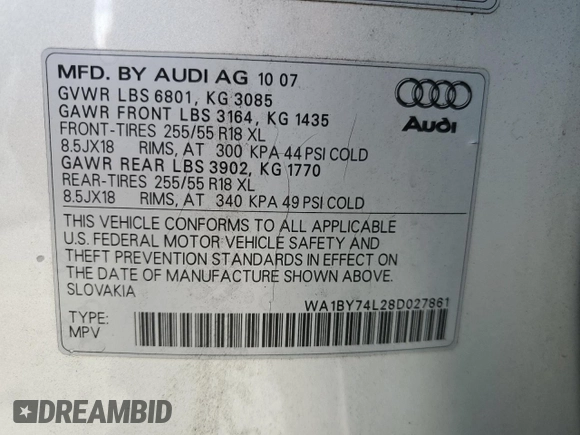 MFD. BY AUDI AG 10 07
GVWR LBS 6801, KG 3085
GAWR FRONT LBS 3164, KG 1435
FRONT-TIRES 255/55 R18 XL
8.5JX18 RIMS, AT 300 KPA 44 PSI COLD
GAWR REAR LBS 3902, KG 1770
REAR-TIRES 255/55 R18 XL
8.5JX18 RIMS, AT 340 KPA 49 PSI COLD
Audi
THIS VEHICLE CONFORMS TO ALL APPLICABLE
U.S. FEDERAL MOTOR VEHICLE SAFETY AND
THEFT PREVENTION STANDARDS IN EFFECT ON
THE DATE OF MANUFACTURE SHOWN ABOVE.
SLOVAKIA
WA1BY74L28D027861
TYPE:
MPV
DREAMBID